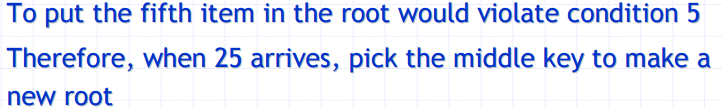 To put the fifth item in the root would violate condition 5
Therefore, when 25 arrives, pick the middle key to make a
new root